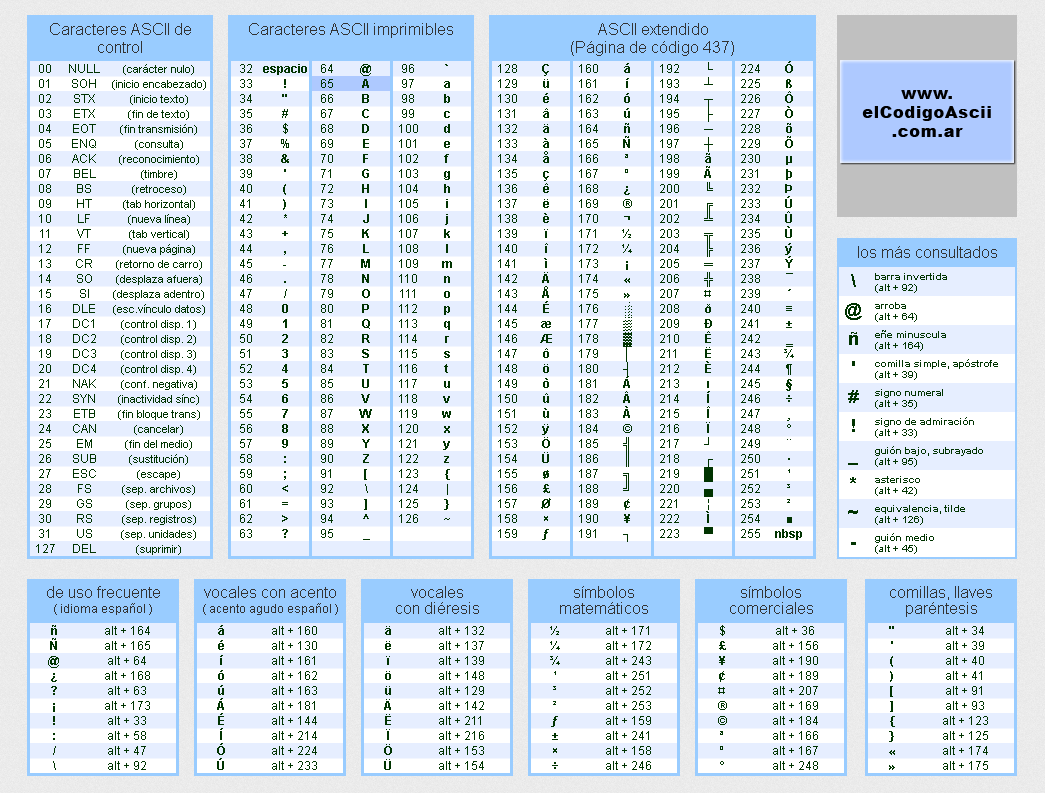 Caracteres ASCII de
control
00 NULL (carácter nulo)
01 SOH (inicio encabezado)
02 STX (inicio texto)
03 ETX (fin de texto)
04 EOT (fin transmisión)
05 ENQ (consulta)
06 ACK (reconocimiento)
07 BEL (timbre)
08 BS (retroceso)
09 HT (tab horizontal)
10 LF (nueva línea)
11 VT (tab vertical)
12 FF (nueva página)
13 CR (retorno de carro)
14 SO (desplaza afuera)
15 SI (desplaza adentro)
16 DLE (esc.vínculo datos)
17 DC1 (control disp. 1)
18 DC2 (control disp. 2)
19 DC3 (control disp. 3)
20 DC4 (control disp. 4)
21 NAK (conf. negativa)
22 SYN (inactividad sínc)
23 ETB (fin bloque trans)
24 CAN (cancelar)
25 EM (fin del medio)
26 SUB (sustitución)
27 ESC (escape)
28 FS (sep. archivos)
29 GS (sep. grupos)
30 RS (sep. registros)
31 US (sep. unidades)
127 DEL (suprimir)
Caracteres ASCII imprimibles
32 espacio 64 @ 96 `
33 ! 65 A 97 a
34 " 66 B 98 b
35 # 67 C 99 c
36 $ 68 D 100 d
37 % 69 E 101 e
38 & 70 F 102 f
39 ' 71 G 103 g
40 ( 72 H 104 h
41 ) 73 I 105 i
42 * 74 J 106 j
43 + 75 K 107 k
44 , 76 L 108 l
45 - 77 M 109 m
46 . 78 N 110 n
47 / 79 O 111 o
48 0 80 P 112 p
49 1 81 Q 113 q
50 2 82 R 114 r
51 3 83 S 115 s
52 4 84 T 116 t
53 5 85 U 117 u
54 6 86 V 118 v
55 7 87 W 119 w
56 8 88 X 120 x
57 9 89 Y 121 y
58 : 90 Z 122 z
59 ; 91 [ 123 {
60 < 92 \ 124 |
61 = 93 ] 125 }
62 > 94 ^ 126 ~
63 ? 95 _
ASCII extendido
(Página de código 437)
128 Ç 160 á 192 └ 224 Ó
129 ü 161 í 193 ┴ 225 ß
130 é 162 ó 194 ┬ 226 Ô
131 â 163 ú 195 ├ 227 Ò
132 ä 164 ñ 196 ─ 228 õ
133 à 165 Ñ 197 ┼ 229 Õ
134 å 166 ª 198 ã 230 µ
135 ç 167 º 199 Ã 231 þ
136 ê 168 ¿ 200 ╚ 232 Þ
137 ë 169 ® 201 ╔ 233 Ú
138 è 170 ¬ 202 ╩ 234 Û
139 ï 171 ½ 203 ╦ 235 Ù
140 î 172 ¼ 204 ╠ 236 ý
141 ì 173 ¡ 205 ═ 237 Ý
142 Ä 174 « 206 ╬ 238 ¯
143 Å 175 » 207 ¤ 239 ´
144 É 176 ░ 208 ð 240 ≡
145 æ 177 ▒ 209 Ð 241 ±
146 Æ 178 ▓ 210 Ê 242 ‗
147 ô 179 │ 211 Ë 243 ¾
148 ö 180 ┤ 212 È 244 ¶
149 ò 181 Á 213 ı 245 §
150 û 182 Â 214 Í 246 ÷
151 ù 183 À 215 Î 247 ¸
152 ÿ 184 © 216 Ï 248 °
153 Ö 185 ╣ 217 ┘ 249 ¨
154 Ü 186 ║ 218 ┌ 250 ·
155 ø 187 ╗ 219 █ 251 ¹
156 £ 188 ╝ 220 ▄ 252 ³
157 Ø 189 ¢ 221 ¦ 253 ²
158 × 190 ¥ 222 Ì 254 ■
159 ƒ 191 ┐ 223 ▀ 255 nbsp
www.
elCodigoAscii
.com.ar
los más consultados
\ barra invertida
(alt + 92)
@ arroba
(alt + 64)
ñ eñe minuscula
(alt + 164)
' comilla simple, apóstrofe
(alt + 39)
# signo numeral
(alt + 35)
! signo de admiración
(alt + 33)
_ guión bajo, subrayado
(alt + 95)
* asterisco
(alt + 42)
~ equivalencia, tilde
(alt + 126)
- guión medio
(alt + 45)
de uso frecuente
( idioma español )
ñ alt + 164
Ñ alt + 165
@ alt + 64
¿ alt + 168
? alt + 63
¡ alt + 173
! alt + 33
: alt + 58
/ alt + 47
\ alt + 92
vocales con acento
( acento agudo español )
á alt + 160
é alt + 130
í alt + 161
ó alt + 162
ú alt + 163
Á alt + 181
É alt + 144
Í alt + 214
Ó alt + 224
Ú alt + 233
vocales
con diéresis
ä alt + 132
ë alt + 137
ï alt + 139
ö alt + 148
ü alt + 129
Ä alt + 142
Ë alt + 211
Ï alt + 216
Ö alt + 153
Ü alt + 154
símbolos
matemáticos
½ alt + 171
¼ alt + 172
¾ alt + 243
¹ alt + 251
³ alt + 252
² alt + 253
ƒ alt + 159
± alt + 241
× alt + 158
÷ alt + 246
símbolos
comerciales
$ alt + 36
£ alt + 156
¥ alt + 190
¢ alt + 189
¤ alt + 207
® alt + 169
© alt + 184
ª alt + 166
º alt + 167
° alt + 248
comillas, llaves
paréntesis
" alt + 34
' alt + 39
( alt + 40
) alt + 41
[ alt + 91
] alt + 93
{ alt + 123
} alt + 125
« alt + 174
» alt + 175